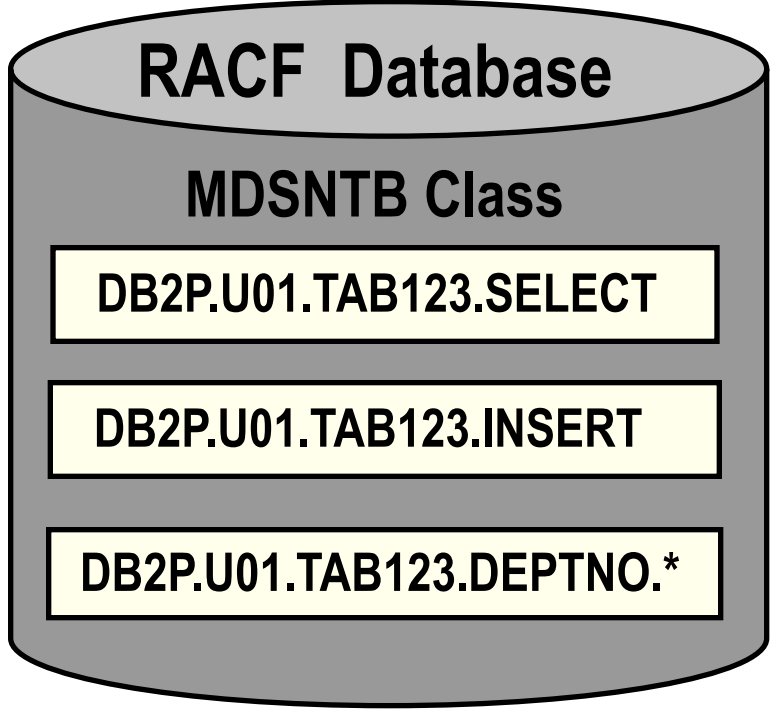 RACF Database
MDSNTB Class
DB2P.U01.TAB123.SELECT
DB2P.U01.TAB123.INSERT
DB2P.U01.TAB123.DEPTNO.*